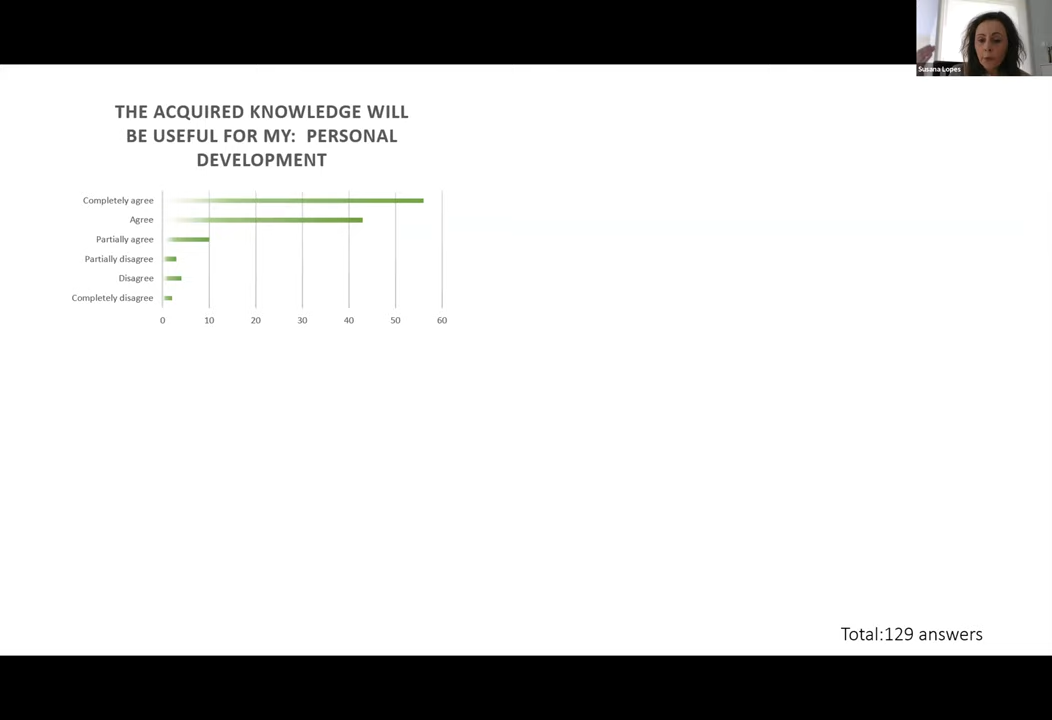 Susana Lopes
THE ACQUIRED KNOWLEDGE WILL
BE USEFUL FOR MY: PERSONAL
DEVELOPMENT
Completely agree
Agree
Partially agree
Partially disagree
Disagree
Completely disagree
0 10 20 30 40 50 60
Total:129 answers